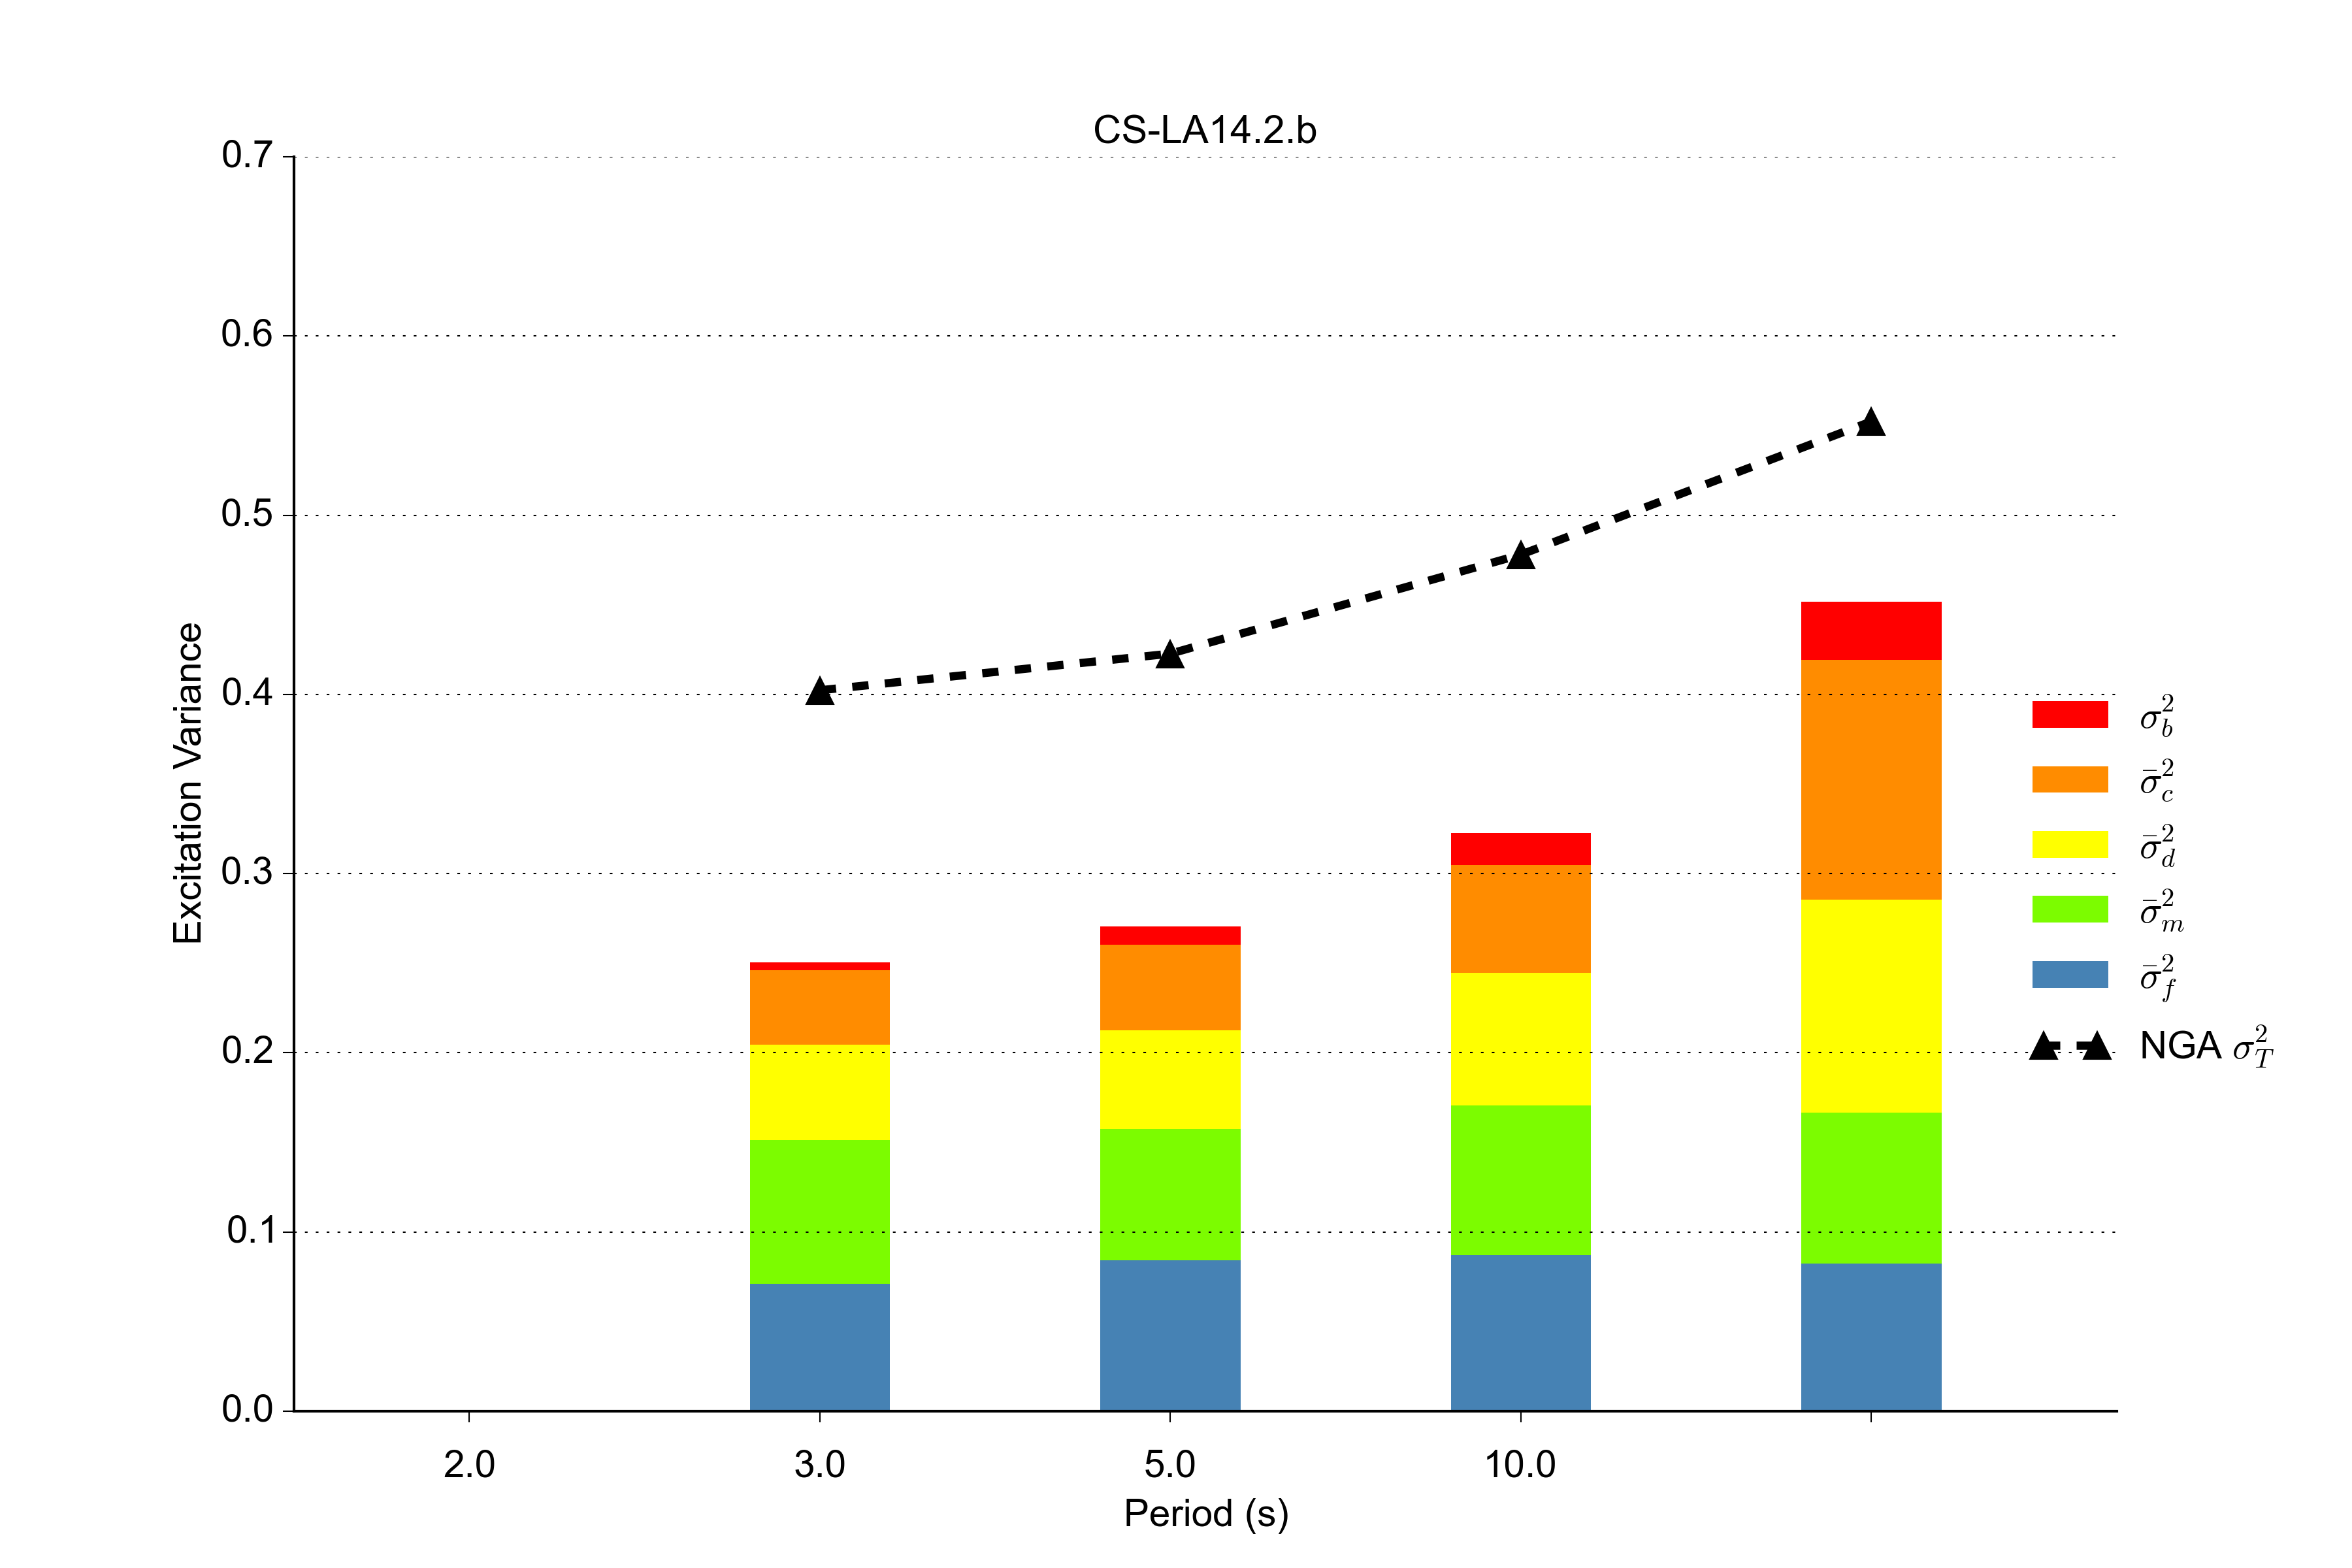 CS-LA14.2.b
0.7
0.6
0.5
0.4
0.3
0.2
0.1
0.0
Excitation Variance
2.0 3.0 5.0 10.0
Period (s)
σ_b^2
σ̄_c^2
σ̄_d^2
σ̄_m^2
σ̄_f^2
NGA σ_T^2